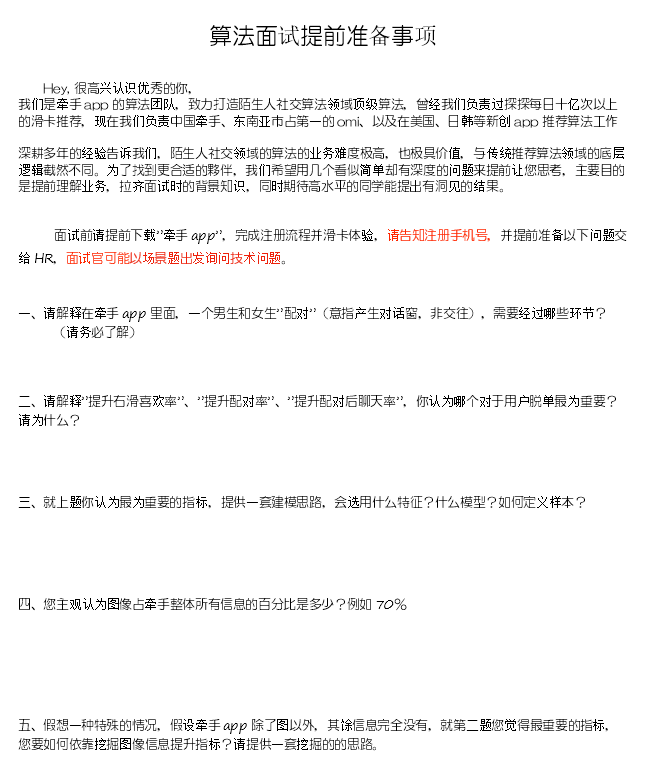 算法面试提前准备事项
Hey, 很高兴认识优秀的你,
我们是牵手 app 的算法团队，致力打造陌生人社交算法领域顶级算法，曾经我们负责过探探每日十亿次以上
的滑卡推荐，现在我们负责中国牵手、东南亚市占第一的 omi、以及在美国、日韩等新创 app 推荐算法工作
深耕多年的经验告诉我们，陌生人社交领域的算法的业务难度极高，也极具价值，与传统推荐算法领域的底层
逻辑截然不同。为了找到更合适的夥伴，我们希望用几个看似简单却有深度的问题来提前让您思考，主要目的
是提前理解业务，拉齐面试时的背景知识，同时期待高水平的同学能提出有洞见的结果。
面试前请提前下载"牵手 app"，完成注册流程并滑卡体验，请告知注册手机号，并提前准备以下问题交
给 HR，面试官可能以场景题出发询问技术问题。
一、请解释在牵手 app 里面，一个男生和女生"配对"（意指产生对话窗，非交往），需要经过哪些环节？
（请务必了解）
二、请解释"提升右滑喜欢率"、"提升配对率"、"提升配对后聊天率"，你认为哪个对于用户脱单最为重要？
请为什么？
三、就上题你认为最为重要的指标，提供一套建模思路，会选用什么特征？什么模型？如何定义样本？
四、您主观认为图像占牵手整体所有信息的百分比是多少？例如 70%
五、假想一种特殊的情况，假设牵手 app 除了图以外，其馀信息完全没有，就第二题您觉得最重要的指标，
您要如何依靠挖掘图像信息提升指标？请提供一套挖掘的的思路。